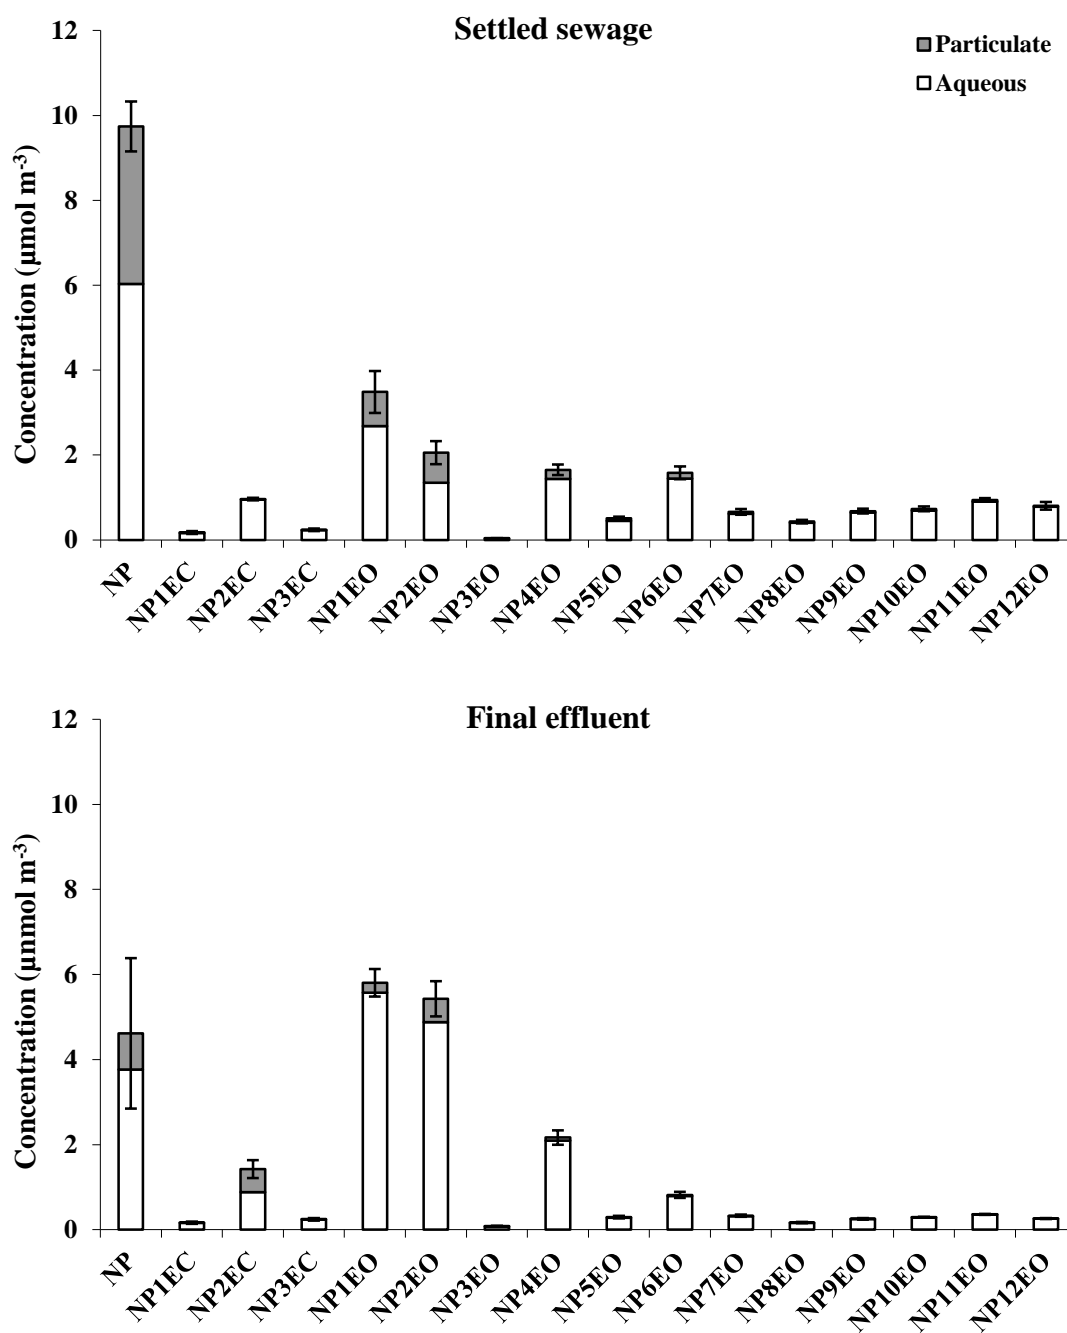 Settled sewage
Particulate
Aqueous
Concentration (µmol m-3)
12
10
8
6
4
2
0
NP NP1EC NP2EC NP3EC NP1EO NP2EO NP3EO NP4EO NP5EO NP6EO NP7EO NP8EO NP9EO NP10EO NP11EO NP12EO
Final effluent
Concentration (µnmol m-3)
12
10
8
6
4
2
0
NP NP1EC NP2EC NP3EC NP1EO NP2EO NP3EO NP4EO NP5EO NP6EO NP7EO NP8EO NP9EO NP10EO NP11EO NP12EO